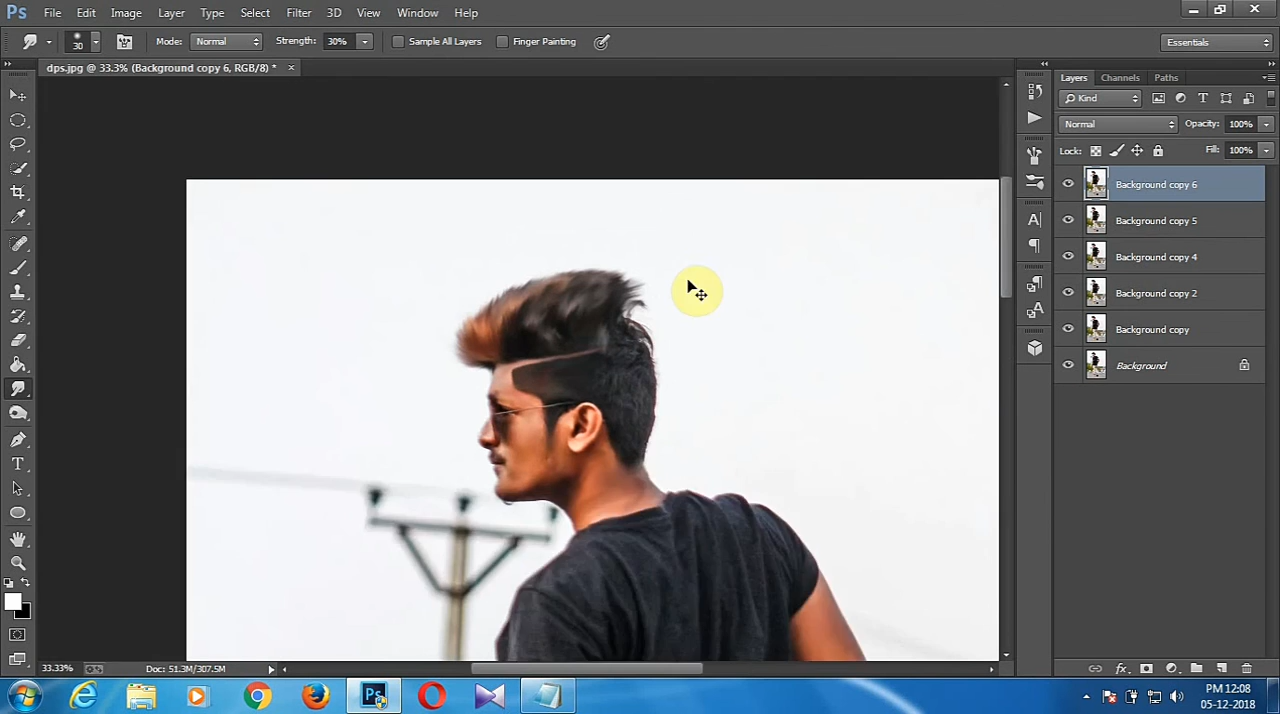 Ps File Edit Image Layer Type Select Filter 3D View Window Help
30 Mode: Normal Strength: 30% Sample All Layers Finger Painting Essentials
dps.jpg @ 33.3% (Background copy 6, RGB/8) *
Layers Channels Paths
Kind
Normal Opacity: 100%
Lock: Fill: 100%
Background copy 6
Background copy 5
Background copy 4
Background copy 2
Background copy
Background
33.33% Doc: 51.3M/307.5M
PM 12:08
05-12-2018